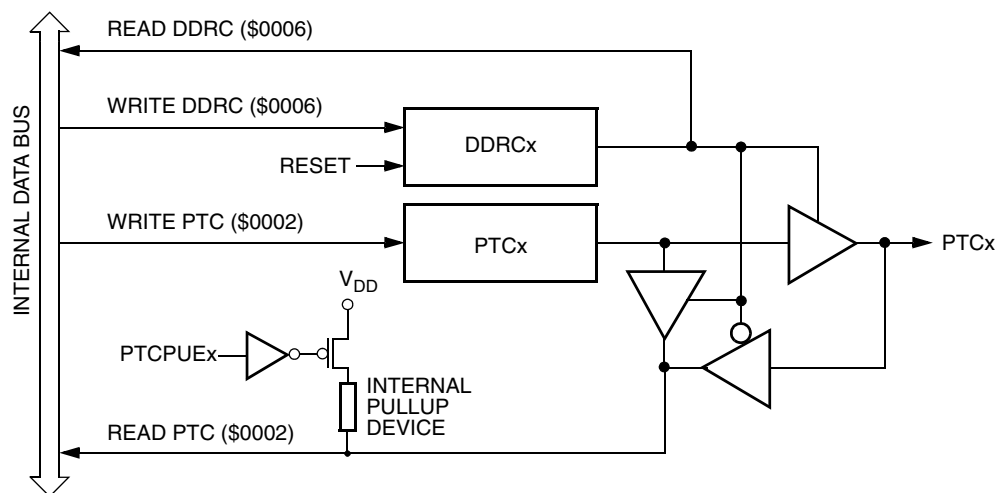 READ DDRC ($0006)
WRITE DDRC ($0006)
DDRCx
RESET
INTERNAL DATA BUS
WRITE PTC ($0002)
PTCx
PTCx
VDD
PTCPUEx
INTERNAL
PULLUP
DEVICE
READ PTC ($0002)